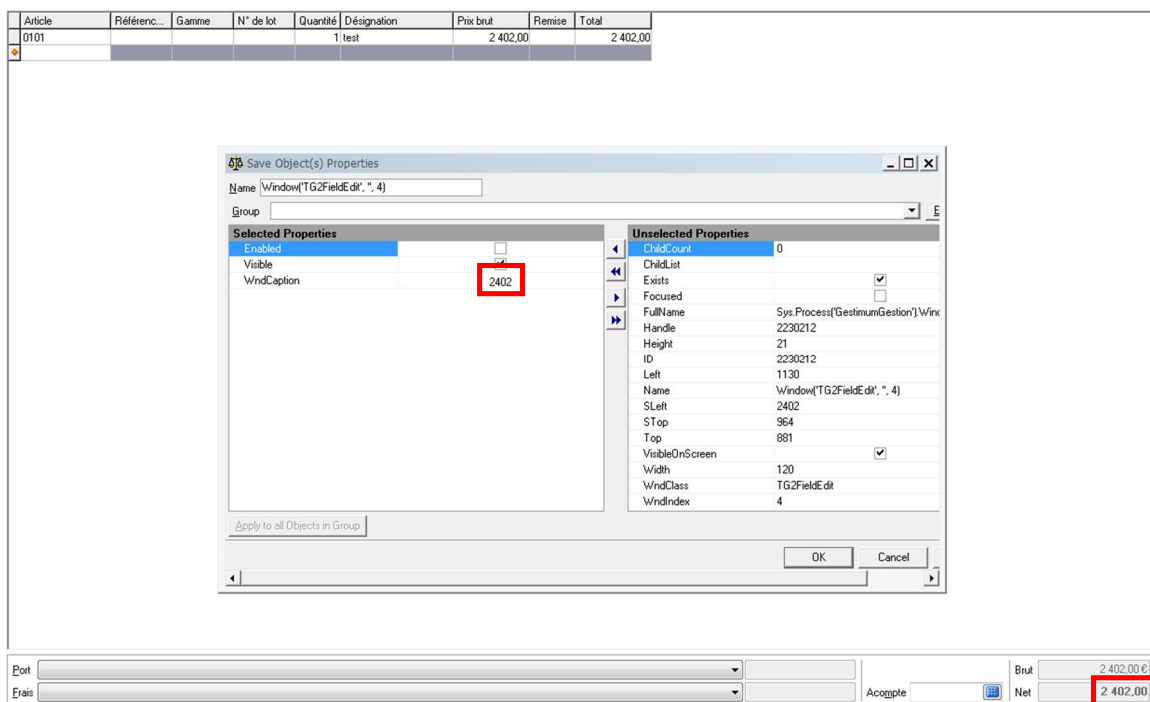 Article Référenc... Gamme N° de lot Quantité Désignation Prix brut Remise Total
0101 1 test 2 402,00 2 402,00
Save Object(s) Properties
Name Window('TG2FieldEdit', '', 4)
Group
Selected Properties Unselected Properties
Enabled ChildCount 0
Visible ChildList
WndCaption 2402 Exists
Focused
FullName Sys.Process('GestimumGestion').Wind
Handle 2230212
Height 21
ID 2230212
Left 1130
Name Window('TG2FieldEdit', '', 4)
SLeft 2402
STop 964
Top 881
VisibleOnScreen
Width 120
WndClass TG2FieldEdit
WndIndex 4
Apply to all Objects in Group
OK Cancel
Port Brut 2 402,00 €
Frais Acompte Net 2 402,00